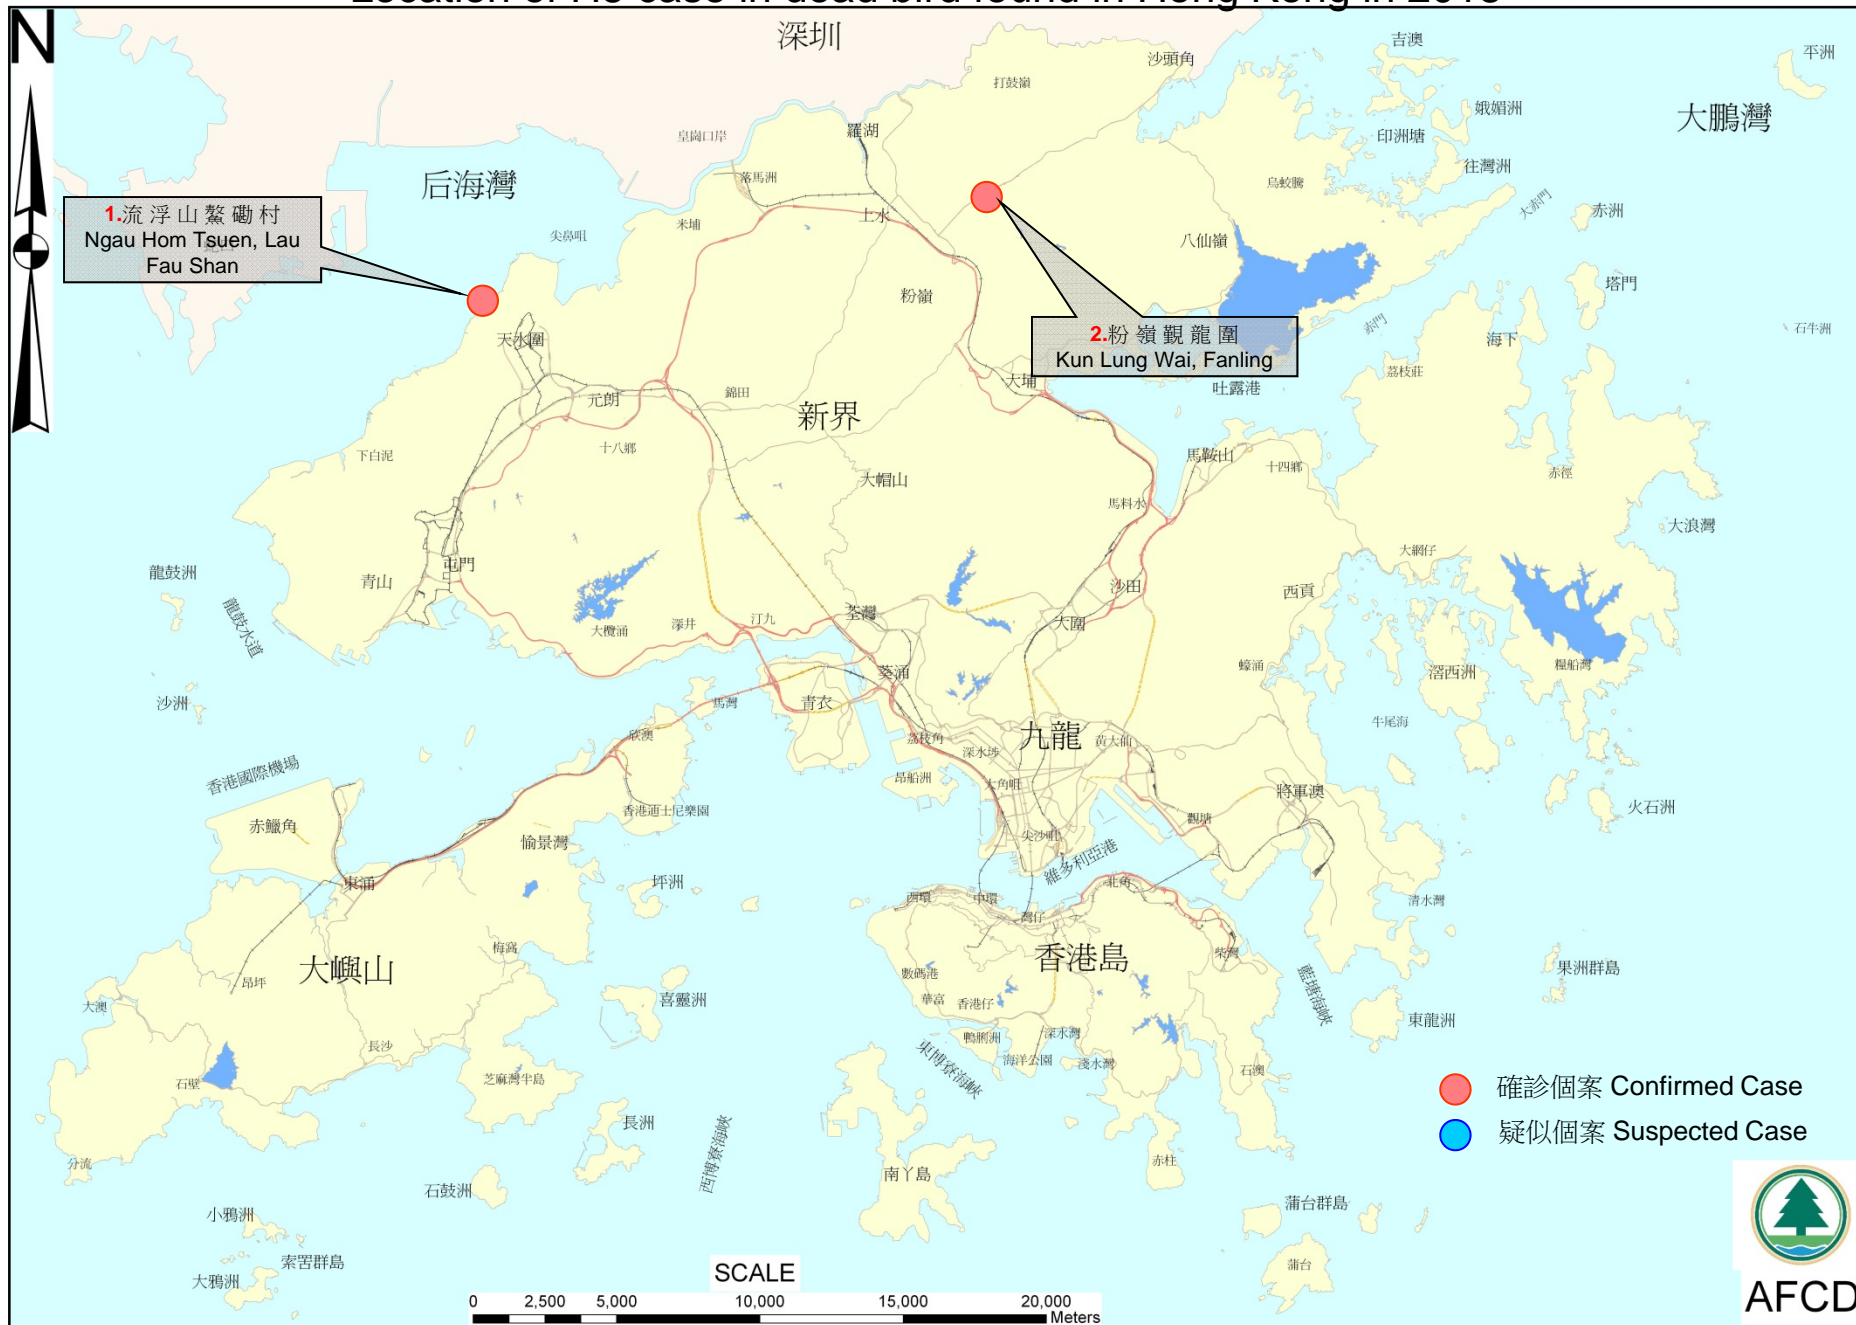 N
深圳
吉澳
平洲
沙頭角
打鼓嶺
娥媚洲
大鵬灣
印洲塘
羅湖
皇崗口岸
往灣洲
后海灣
落馬洲
烏蛟騰
大赤門
赤洲
1.流浮山鰲磡村
Ngau Hom Tsuen, Lau
Fau Shan
尖鼻咀
米埔
上水
八仙嶺
塔門
粉嶺
赤門
石牛洲
2.粉嶺覲龍圍
Kun Lung Wai, Fanling
天水圍
海下
荔枝莊
大埔
吐露港
錦田
元朗
新界
十八鄉
下白泥
馬鞍山
十四鄉
赤徑
大帽山
馬料水
大浪灣
大網仔
龍鼓洲
青山
屯門
沙田
西貢
龍鼓水道
大欖涌
深井
汀九
荃灣
大圍
葵涌
蠔涌
滘西洲
糧船灣
沙洲
馬灣
青衣
牛尾海
欣澳
荔枝角
九龍
黃大仙
深水埗
香港國際機場
昂船洲
大角咀
將軍澳
火石洲
香港迪士尼樂園
赤鱲角
愉景灣
尖沙咀
觀塘
維多利亞港
東涌
坪洲
西環
中環
北角
灣仔
清水灣
梅窩
大嶼山
香港島
柴灣
昂坪
數碼港
藍塘海峽
果洲群島
大澳
喜靈洲
華富
香港仔
東龍洲
鴨脷洲
深水灣
長沙
東博寮海峽
海洋公園
淺水灣
石澳
石壁
芝麻灣半島
確診個案 Confirmed Case
長洲
疑似個案 Suspected Case
西博寮海峽
分流
石鼓洲
南丫島
赤柱
小鴉洲
蒲台群島
索罟群島
大鴉洲
蒲台
SCALE
0 2,500 5,000 10,000 15,000 20,000
Meters
AFCD